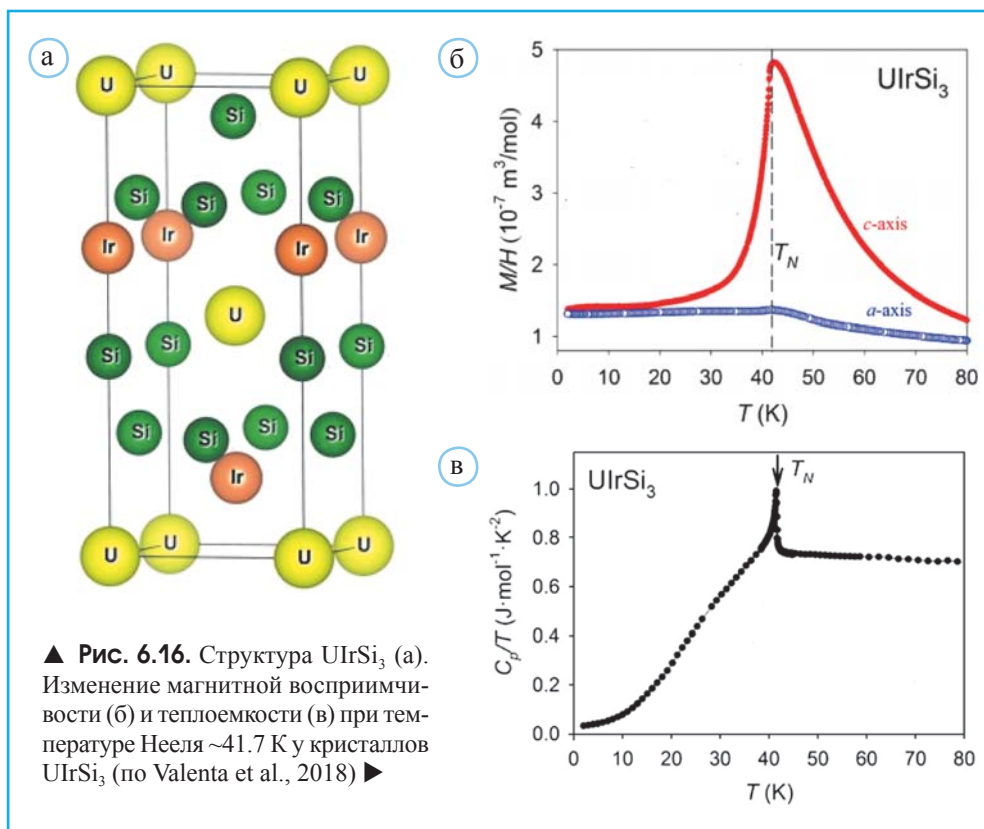 а
U U U U
Si
Si Si Si Si
Ir Ir Ir Ir
U
Si Si Si Si
Si Si Si Si
Ir
U U U U
▲ Рис. 6.16. Структура UIrSi₃ (а).
Изменение магнитной восприимчи-
вости (б) и теплоемкости (в) при тем-
пературе Нееля ~41.7 К у кристаллов
UIrSi₃ (по Valenta et al., 2018) ►
б
UIrSi₃
M/H (10⁻⁷ m³/mol)
5
4
3
2
1
c-axis
T_N
a-axis
0 10 20 30 40 50 60 70 80
T (K)
в
UIrSi₃
T_N
C_p/T (J·mol⁻¹·K⁻²)
1.0
0.8
0.6
0.4
0.2
0.0
0 10 20 30 40 50 60 70 80
T (K)